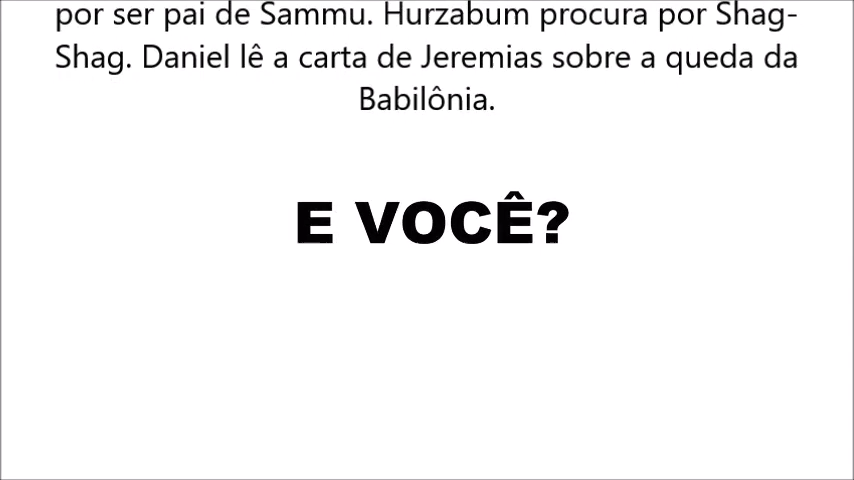 por ser pai de Sammu. Hurzabum procura por Shag-
Shag. Daniel lê a carta de Jeremias sobre a queda da
Babilônia.
E VOCÊ?